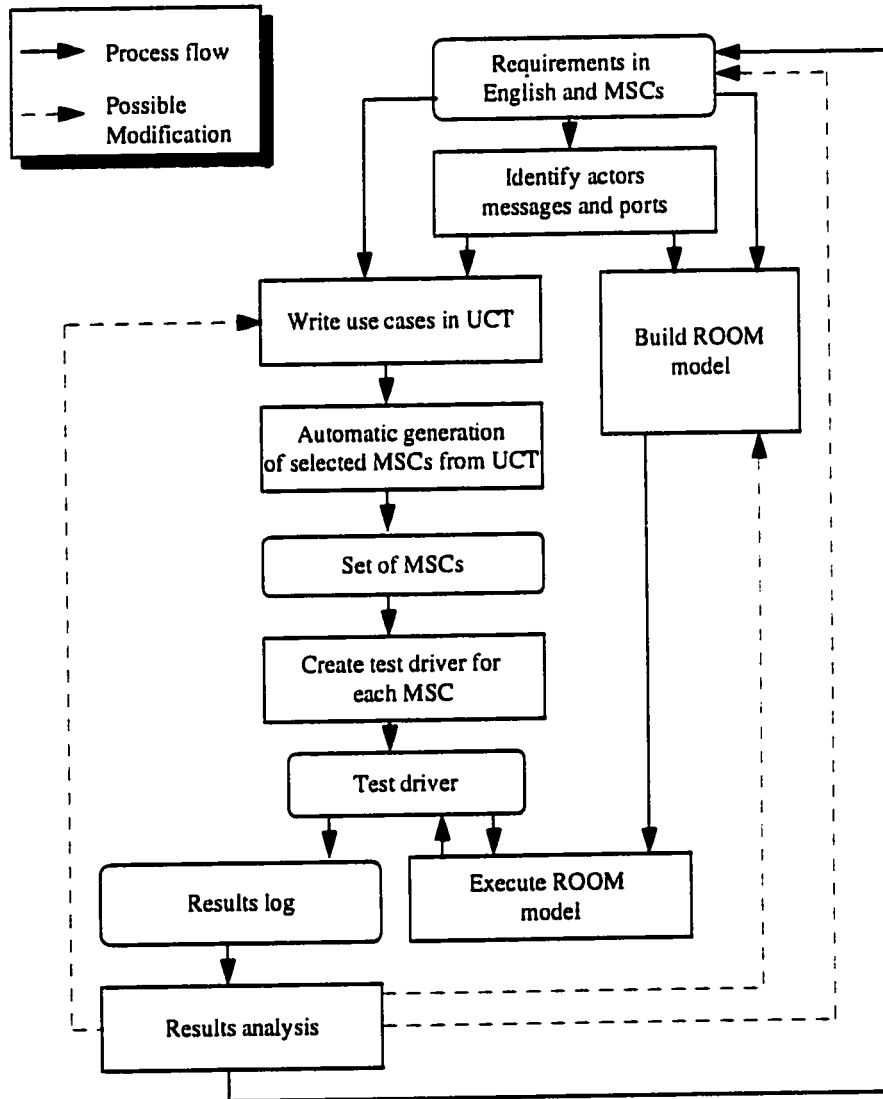 Process flow
Possible
Modification
Requirements in
English and MSCs
Identify actors
messages and ports
Write use cases in UCT
Build ROOM
model
Automatic generation
of selected MSCs from UCT
Set of MSCs
Create test driver for
each MSC
Test driver
Results log
Execute ROOM
model
Results analysis